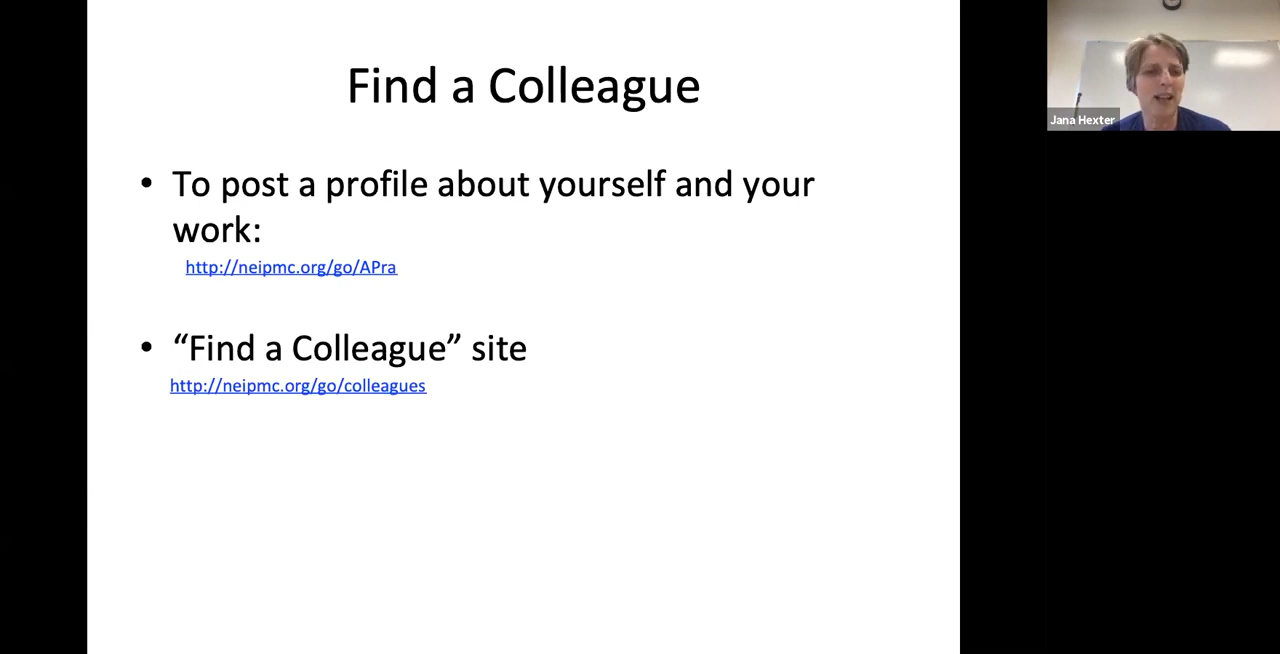 Find a Colleague
• To post a profile about yourself and your
work:
http://neipmc.org/go/APra
• “Find a Colleague” site
http://neipmc.org/go/colleagues
Jana Hexter